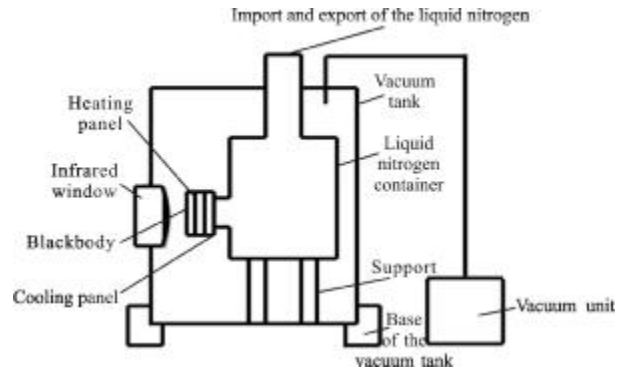 Import and export of the liquid nitrogen
Vacuum
tank
Heating
panel
Liquid
nitrogen
container
Infrared
window
Blackbody
Cooling panel
Support
Vacuum unit
Base
of the
vacuum tank